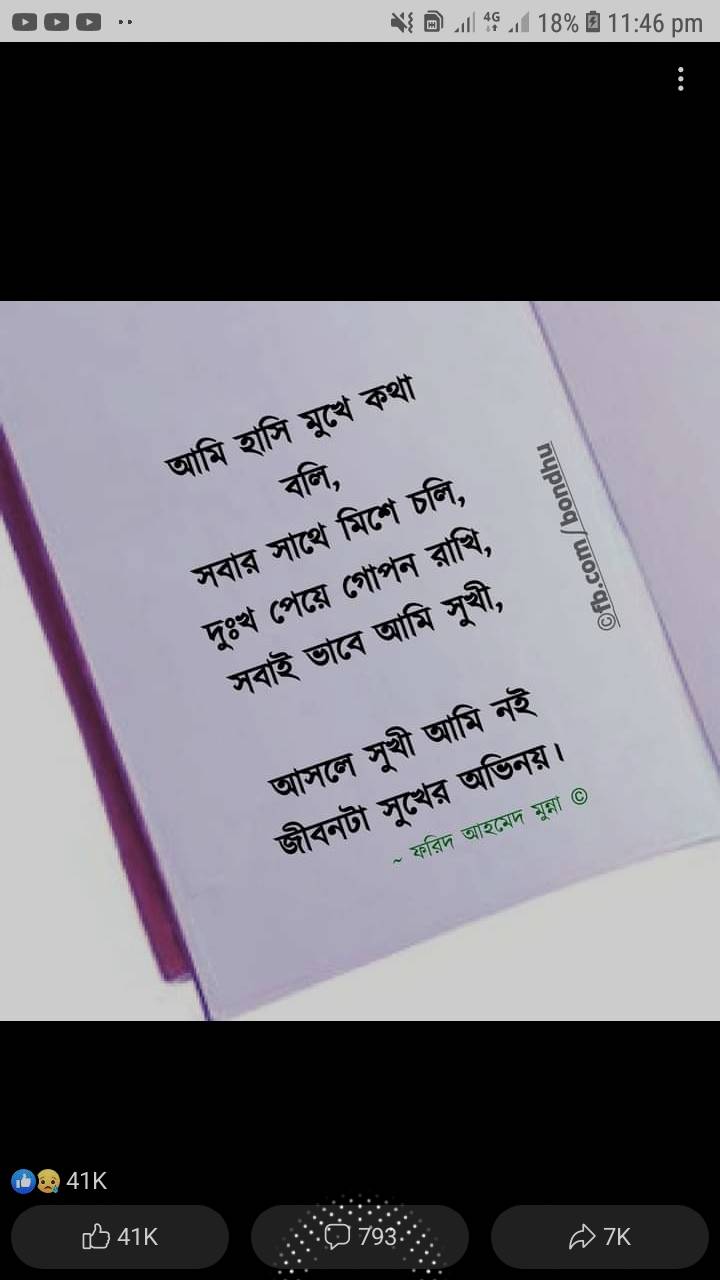 18% 11:46 pm
4G
আমি হাসি মুখে কথা
বলি,
সবার সাথে মিশে চলি,
দুঃখ পেয়ে গোপন রাখি,
সবাই ভাবে আমি সুখী,
আসলে সুখী আমি নই
জীবনটা সুখের অভিনয়।
~ ফরিদ আহমেদ মুন্না ©
©fb.com/bondhu
41K
41K
793
7K